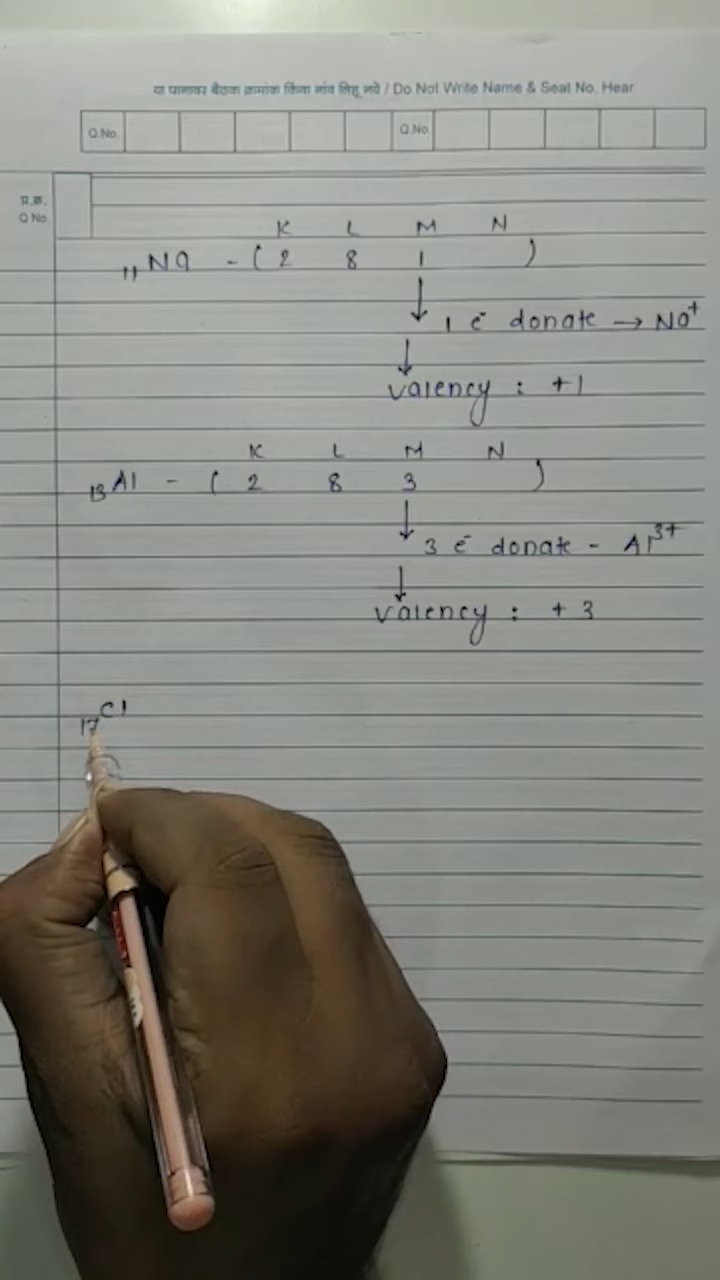 या पानावर बैठक क्रमांक किंवा नांव लिहू नये / Do Not Write Name & Seat No. Hear
Q.No. Q.No.
प्र.क्र.
Q No.
K L M N
₁₁Na - ( 2 8 1 )
1 e⁻ donate → Na⁺
valency : +1
K L M N
₁₃Al - ( 2 8 3 )
3 e⁻ donate - Al³⁺
valency : + 3
₁₇Cl